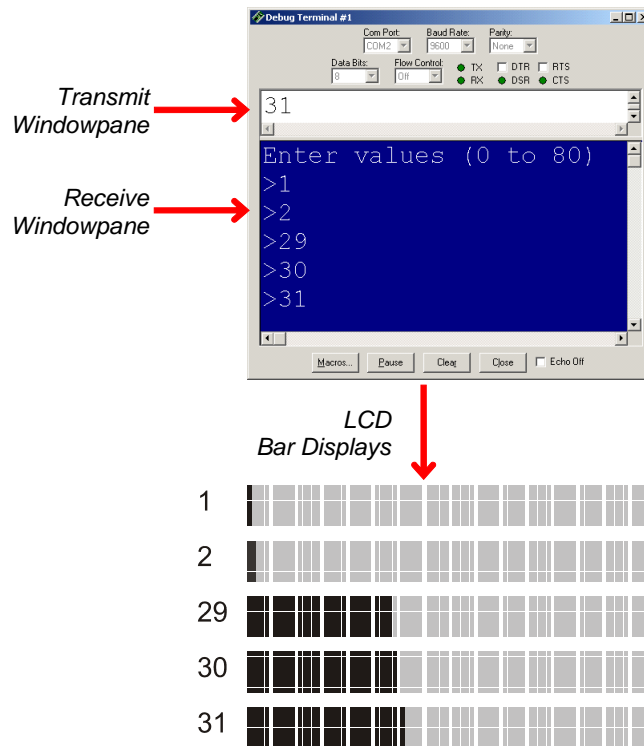 Debug Terminal #1
Com Port: Baud Rate: Parity:
COM2 9600 None
Data Bits: Flow Control: TX DTR RTS
8 Off RX DSR CTS
Transmit
Windowpane
31
Receive
Windowpane
Enter values (0 to 80)
>1
>2
>29
>30
>31
Macros... Pause Clear Close Echo Off
LCD
Bar Displays
1
2
29
30
31